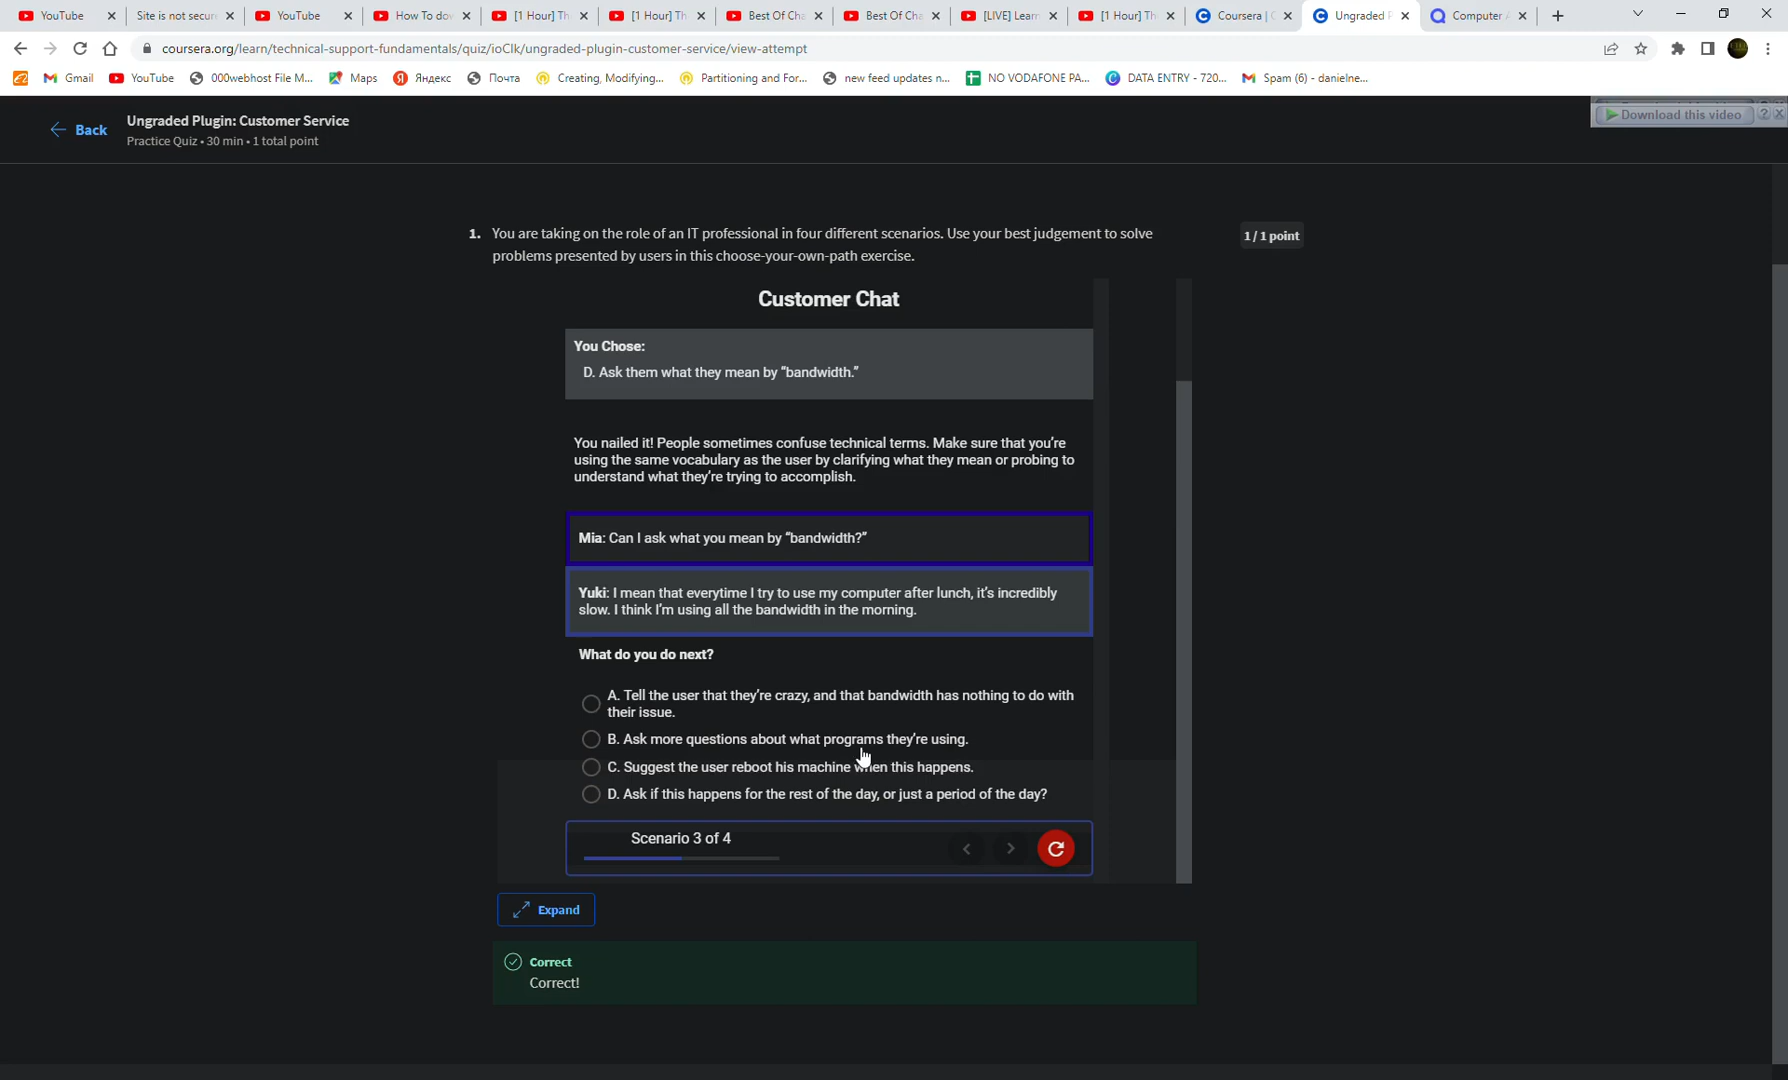 YouTube
Site is not secur
YouTube
How To dov
[1 Hour] Th
[1 Hour] Th
Best Of Cha
Best Of Ch
[LIVE] Learn
[1 Hour] Th
Coursera |
Ungraded P
Computer
coursera.org/learn/technical-support-fundamentals/quiz/ioClk/ungraded-plugin-customer-service/view-attempt
Gmail
YouTube
000webhost File M...
Maps
Яндекс
Почта
Creating, Modifying...
Partitioning and For...
new feed updates n...
NO VODAFONE PA...
DATA ENTRY - 720...
Spam (6) - danielne...
Back
Ungraded Plugin: Customer Service
Practice Quiz • 30 min • 1 total point
Download this video
1. You are taking on the role of an IT professional in four different scenarios. Use your best judgement to solve
problems presented by users in this choose-your-own-path exercise.
1 / 1 point
Customer Chat
You Chose:
D. Ask them what they mean by “bandwidth.”
You nailed it! People sometimes confuse technical terms. Make sure that you’re
using the same vocabulary as the user by clarifying what they mean or probing to
understand what they’re trying to accomplish.
Mia: Can I ask what you mean by “bandwidth?”
Yuki: I mean that everytime I try to use my computer after lunch, it’s incredibly
slow. I think I’m using all the bandwidth in the morning.
What do you do next?
A. Tell the user that they’re crazy, and that bandwidth has nothing to do with
their issue.
B. Ask more questions about what programs they’re using.
C. Suggest the user reboot his machine when this happens.
D. Ask if this happens for the rest of the day, or just a period of the day?
Scenario 3 of 4
Expand
Correct
Correct!